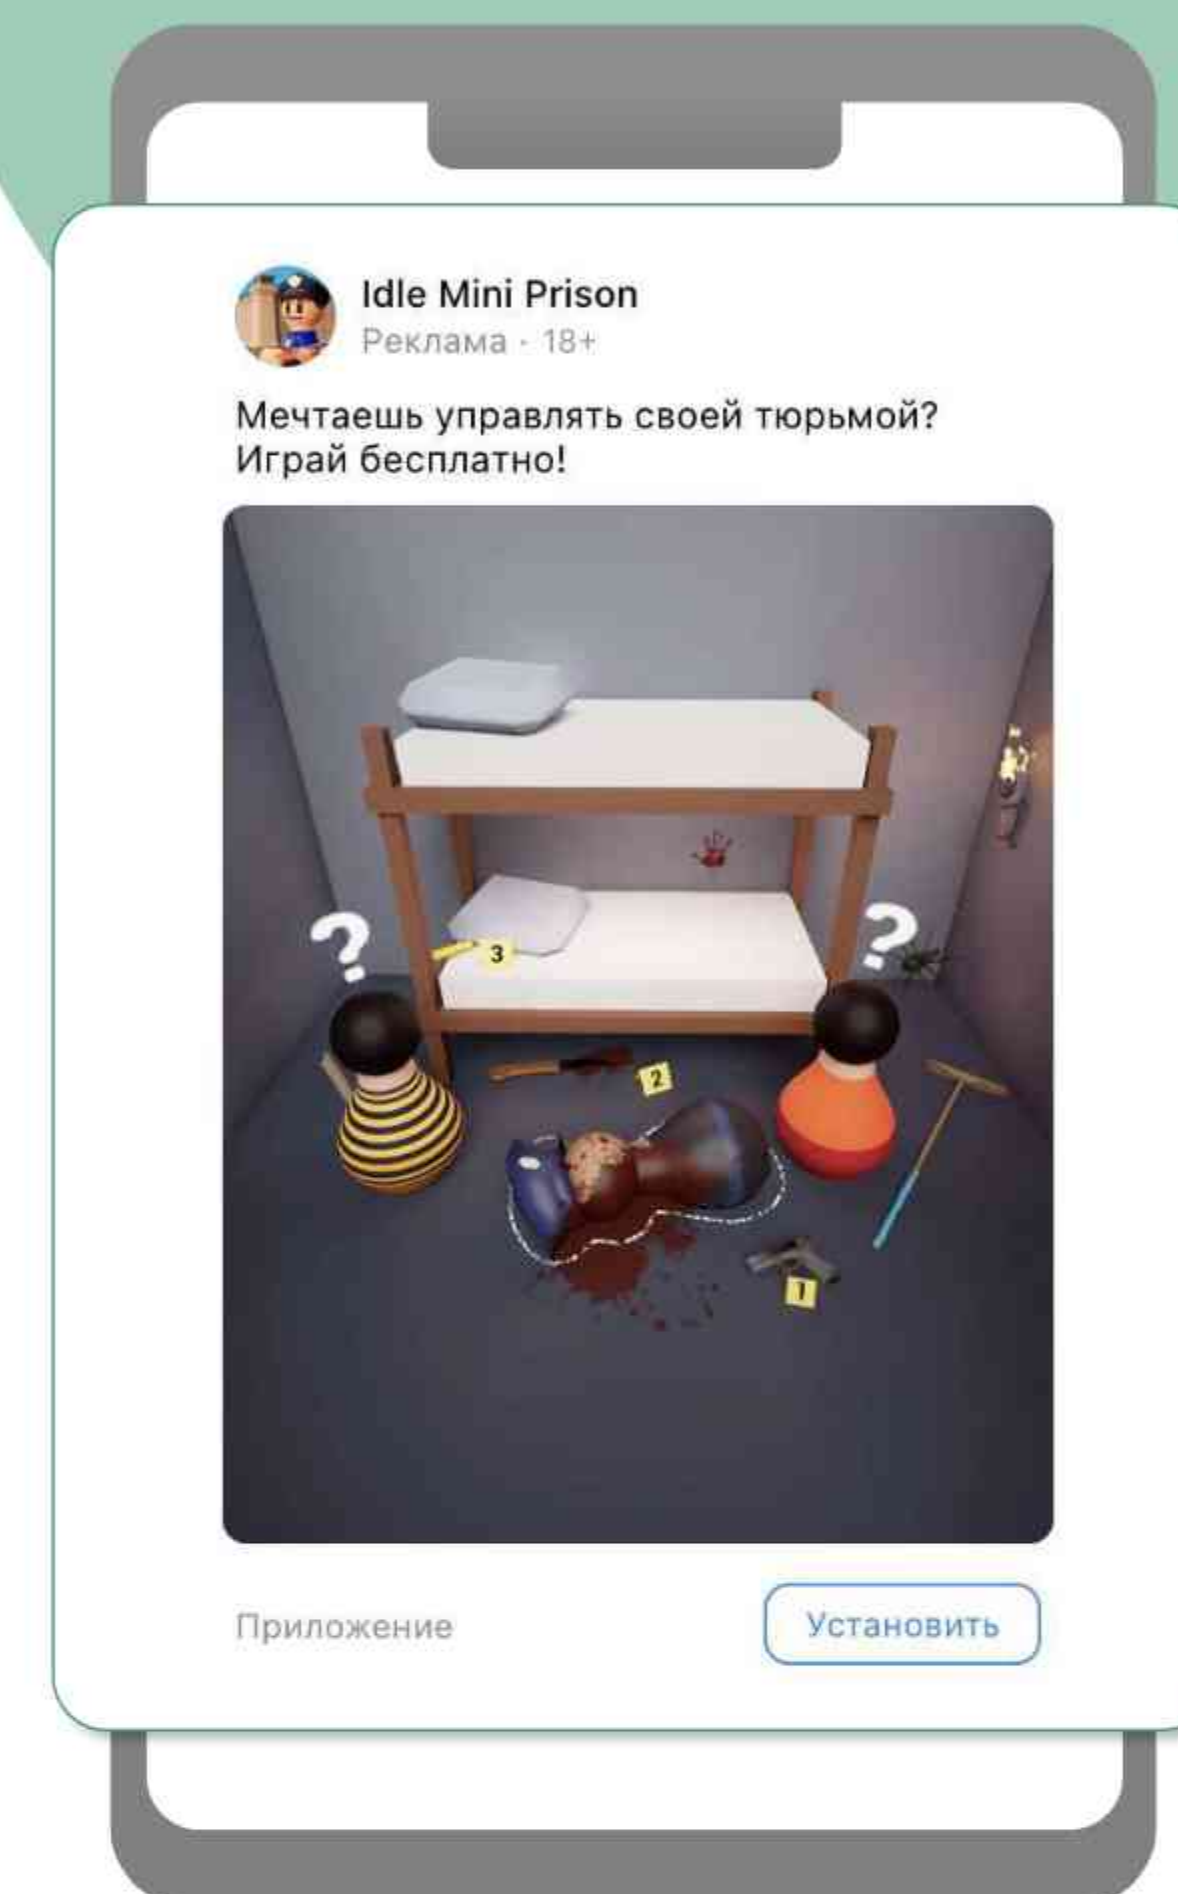 Idle Mini Prison
Реклама · 18+
Мечтаешь управлять своей тюрьмой?
Играй бесплатно!
?
?
3
2
1
Приложение
Установить